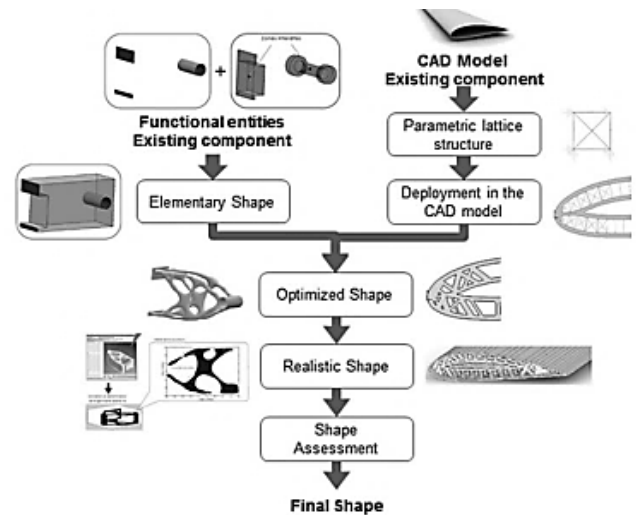 +
CAD Model
Existing component
Functional entities
Existing component
Parametric lattice
structure
Elementary Shape
Deployment in the
CAD model
Optimized Shape
Realistic Shape
Shape
Assessment
Final Shape